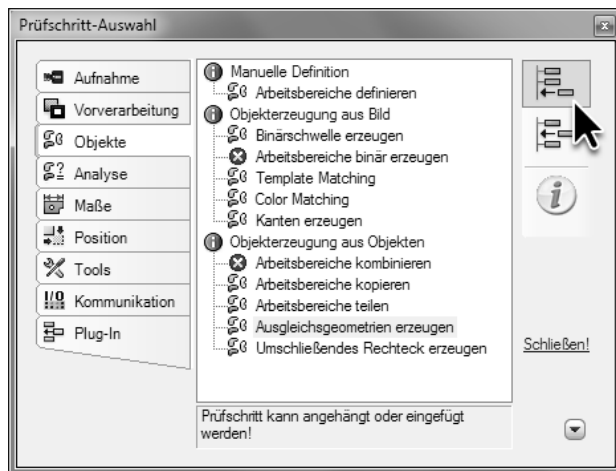 Prüfschritt-Auswahl
Aufnahme
Vorverarbeitung
Objekte
Analyse
Maße
Position
Tools
Kommunikation
Plug-In
Manuelle Definition
Arbeitsbereiche definieren
Objekterzeugung aus Bild
Binärschwelle erzeugen
Arbeitsbereiche binär erzeugen
Template Matching
Color Matching
Kanten erzeugen
Objekterzeugung aus Objekten
Arbeitsbereiche kombinieren
Arbeitsbereiche kopieren
Arbeitsbereiche teilen
Ausgleichsgeometrien erzeugen
Umschließendes Rechteck erzeugen
Prüfschritt kann angehängt oder eingefügt
werden!
Schließen!